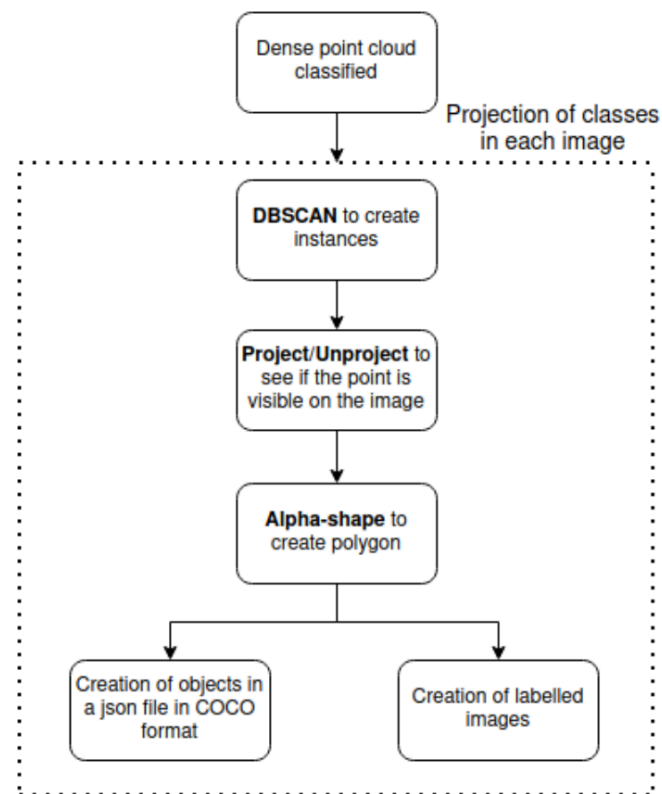 Dense point cloud
classified
Projection of classes
in each image
DBSCAN to create
instances
Project/Unproject to
see if the point is
visible on the image
Alpha-shape to
create polygon
Creation of objects in
a json file in COCO
format
Creation of labelled
images